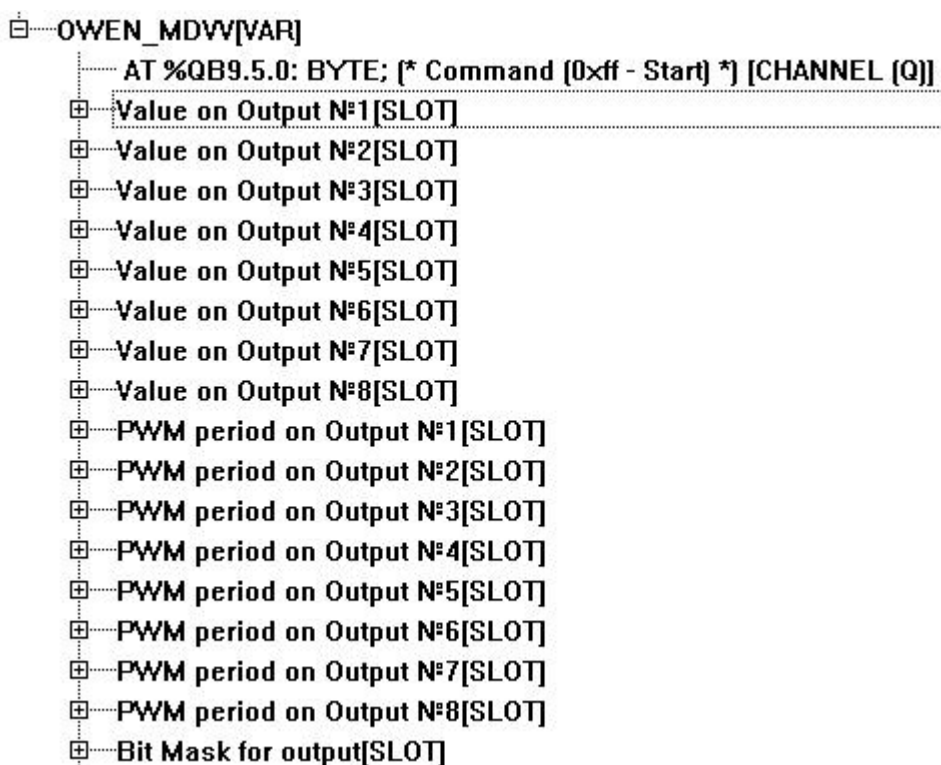 OWEN_MDVV[VAR]
AT %QB9.5.0: BYTE; (* Command (0xff - Start) *) [CHANNEL (Q)]
Value on Output №1[SLOT]
Value on Output №2[SLOT]
Value on Output №3[SLOT]
Value on Output №4[SLOT]
Value on Output №5[SLOT]
Value on Output №6[SLOT]
Value on Output №7[SLOT]
Value on Output №8[SLOT]
PWM period on Output №1[SLOT]
PWM period on Output №2[SLOT]
PWM period on Output №3[SLOT]
PWM period on Output №4[SLOT]
PWM period on Output №5[SLOT]
PWM period on Output №6[SLOT]
PWM period on Output №7[SLOT]
PWM period on Output №8[SLOT]
Bit Mask for output[SLOT]